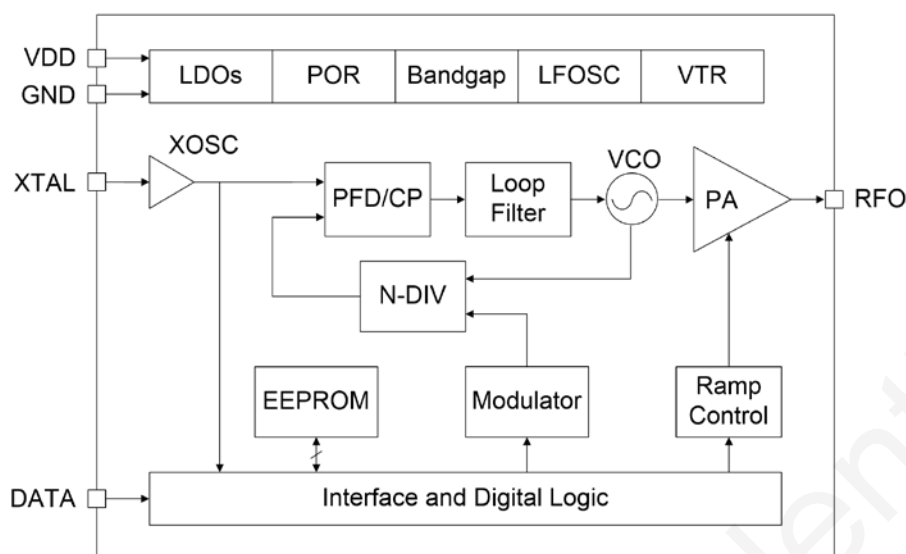 VDD
GND
LDOs POR Bandgap LFOSC VTR
XOSC
XTAL
PFD/CP
Loop
Filter
VCO
PA
RFO
N-DIV
EEPROM
Modulator
Ramp
Control
DATA
Interface and Digital Logic